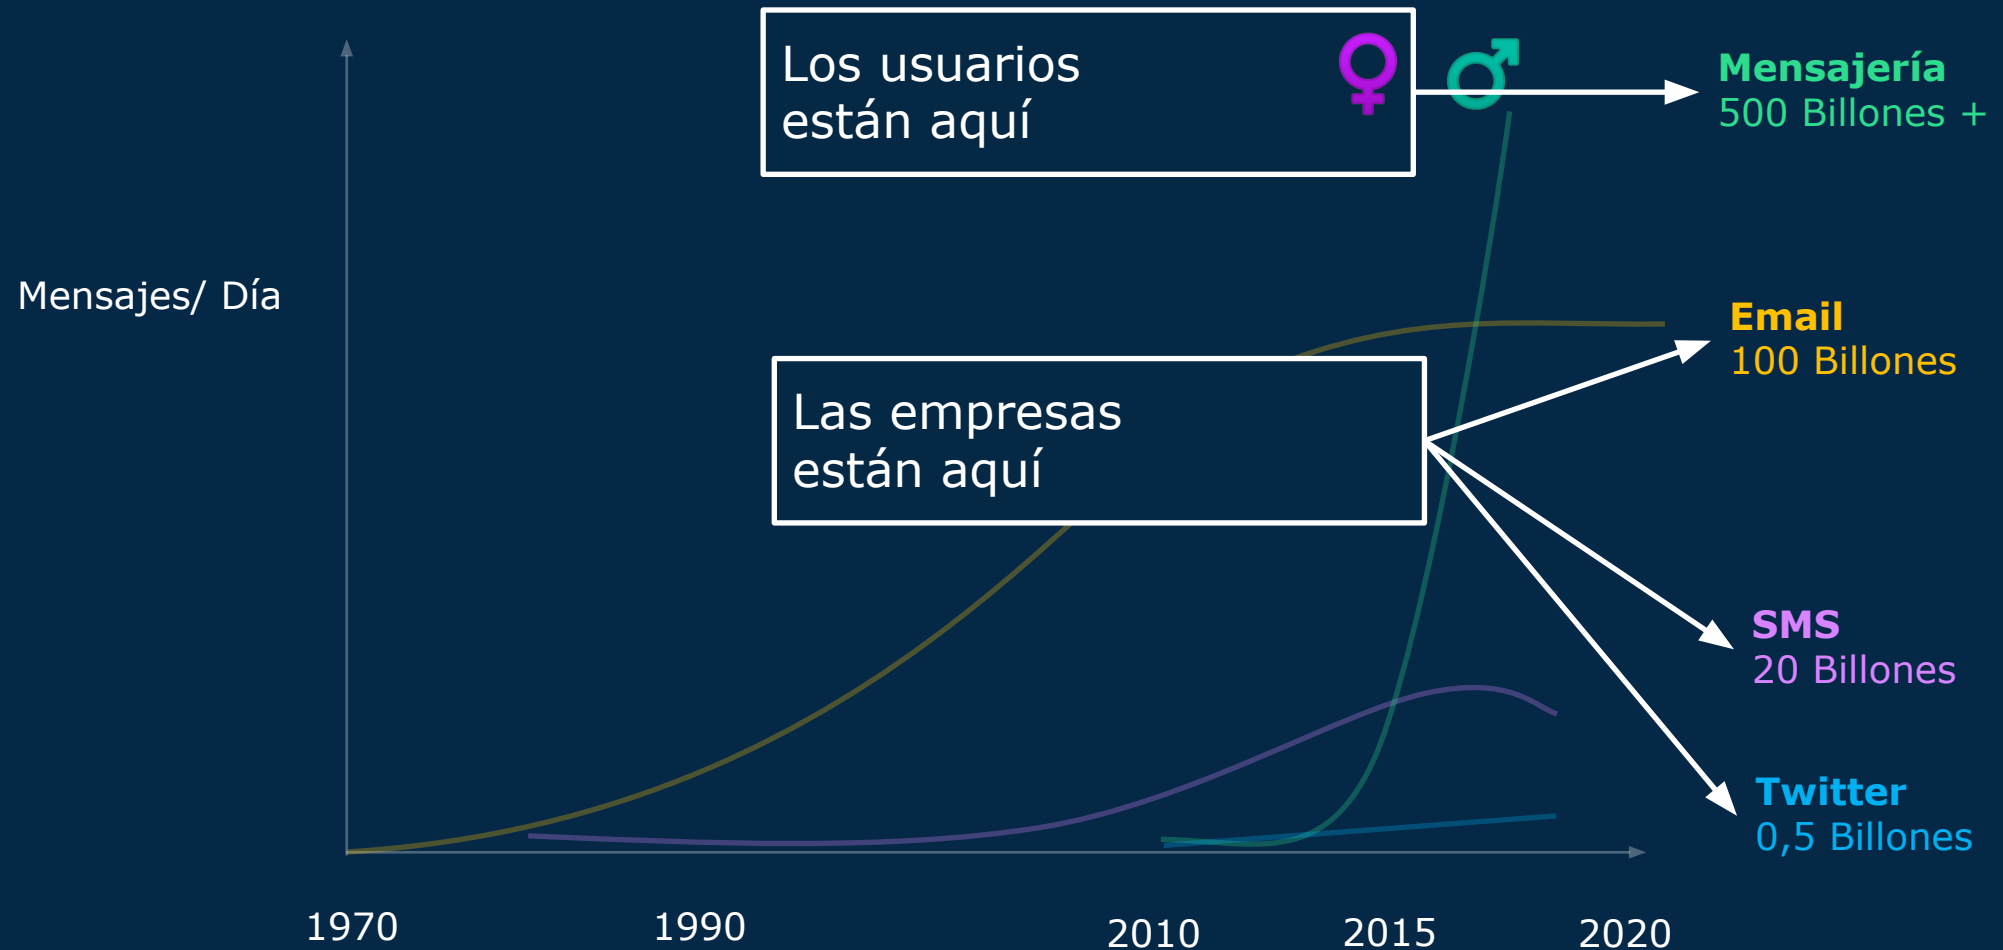 Los usuarios
están aquí
Mensajería
500 Billones +
Mensajes/ Día
Email
100 Billones
Las empresas
están aquí
SMS
20 Billones
Twitter
0,5 Billones
1970
1990
2010
2015
2020